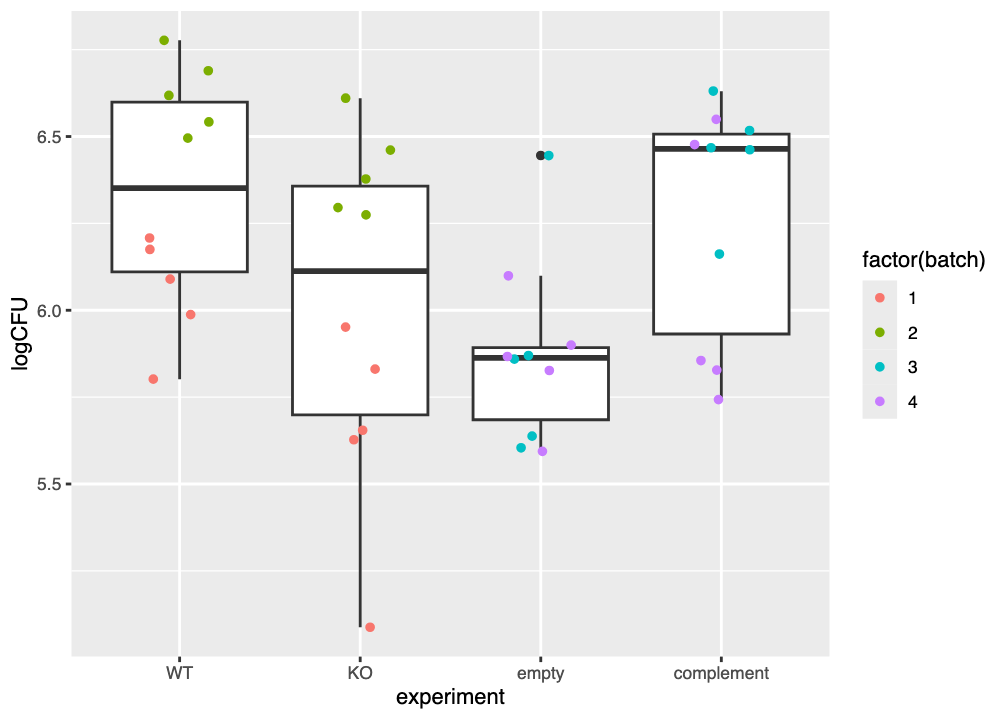 logCFU
6.5
6.0
5.5
WT
KO
empty
complement
experiment
factor(batch)
1
2
3
4